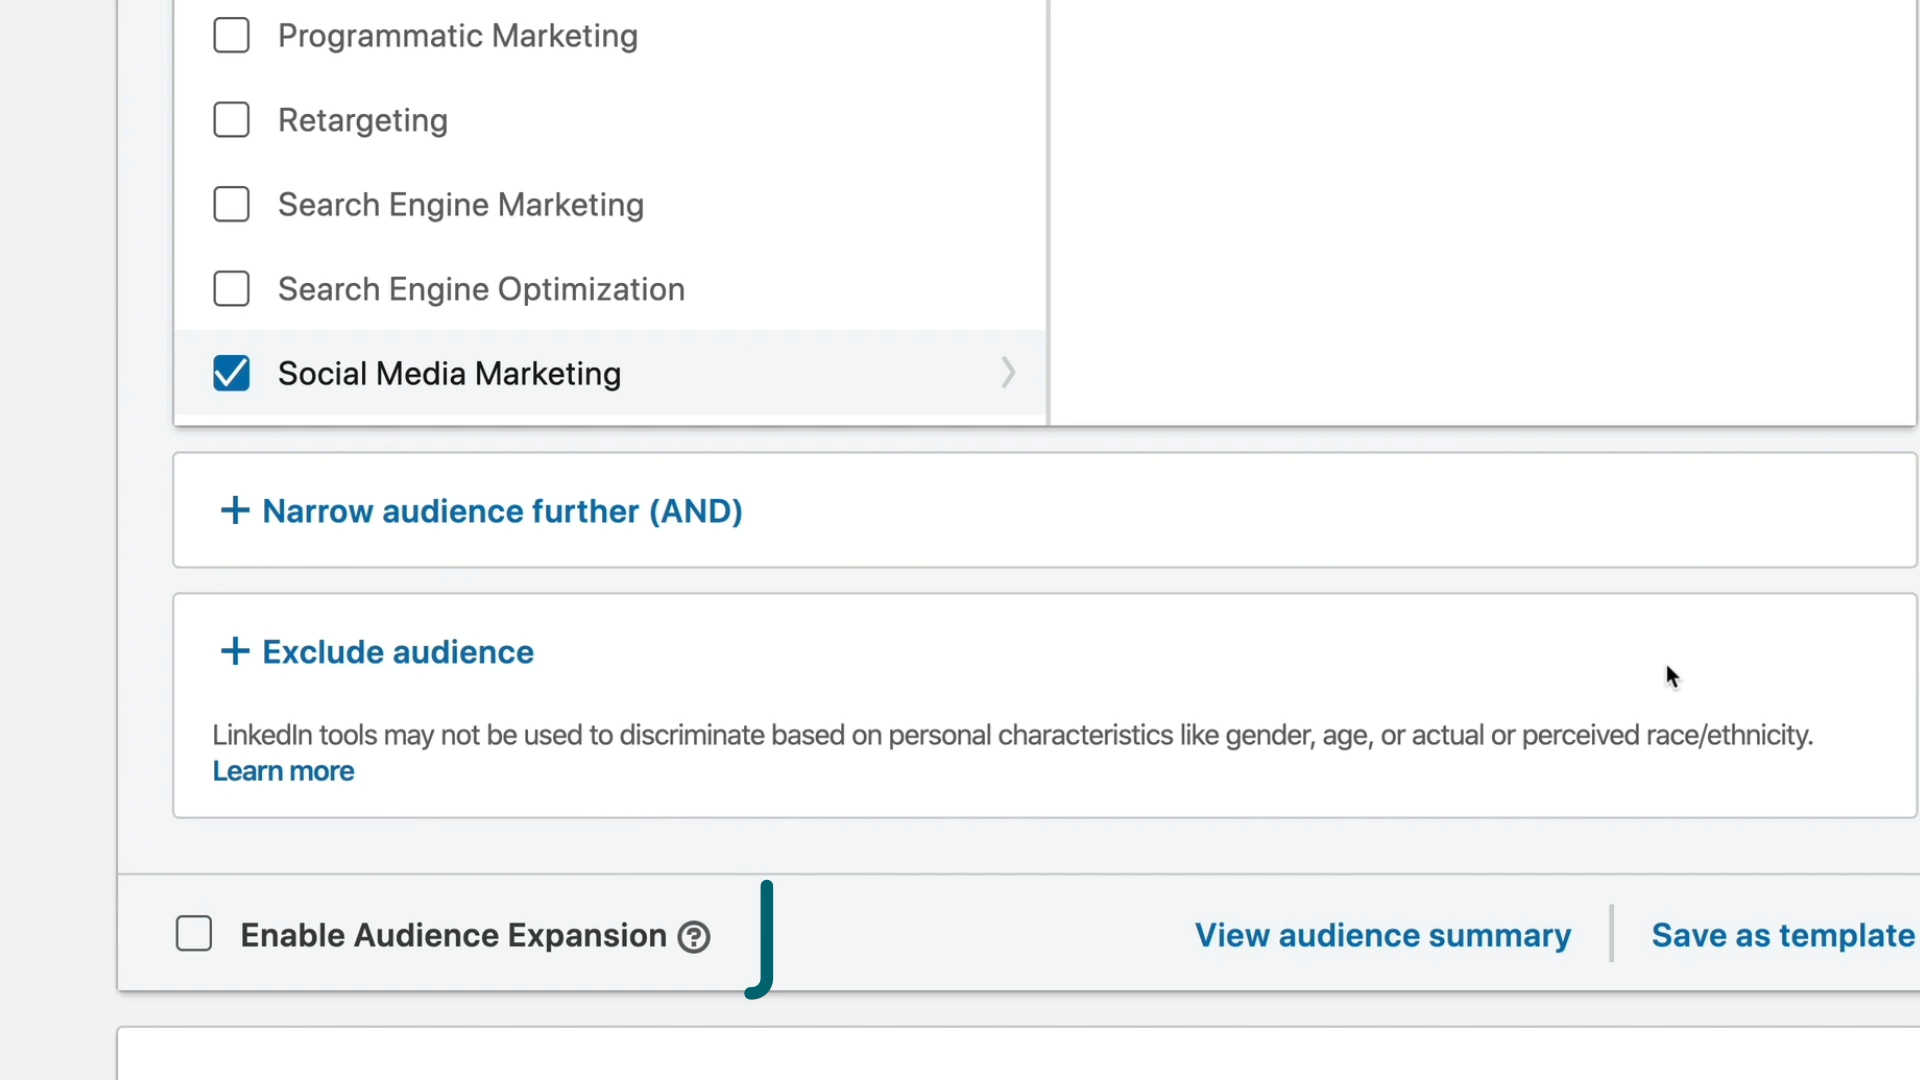 Programmatic Marketing
Retargeting
Search Engine Marketing
Search Engine Optimization
Social Media Marketing
+ Narrow audience further (AND)
+ Exclude audience
LinkedIn tools may not be used to discriminate based on personal characteristics like gender, age, or actual or perceived race/ethnicity.
Learn more
Enable Audience Expansion ? View audience summary | Save as template